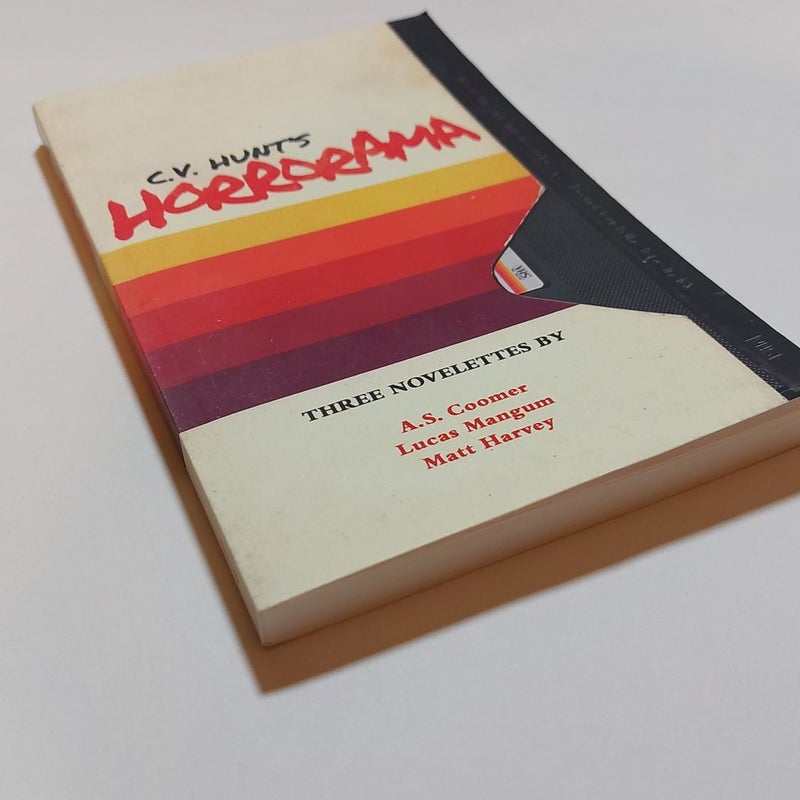 C.V. HUNT'S
HORRORAMA
VHS
THREE NOVELETTES BY
A.S. Coomer
Lucas Mangum
Matt Harvey